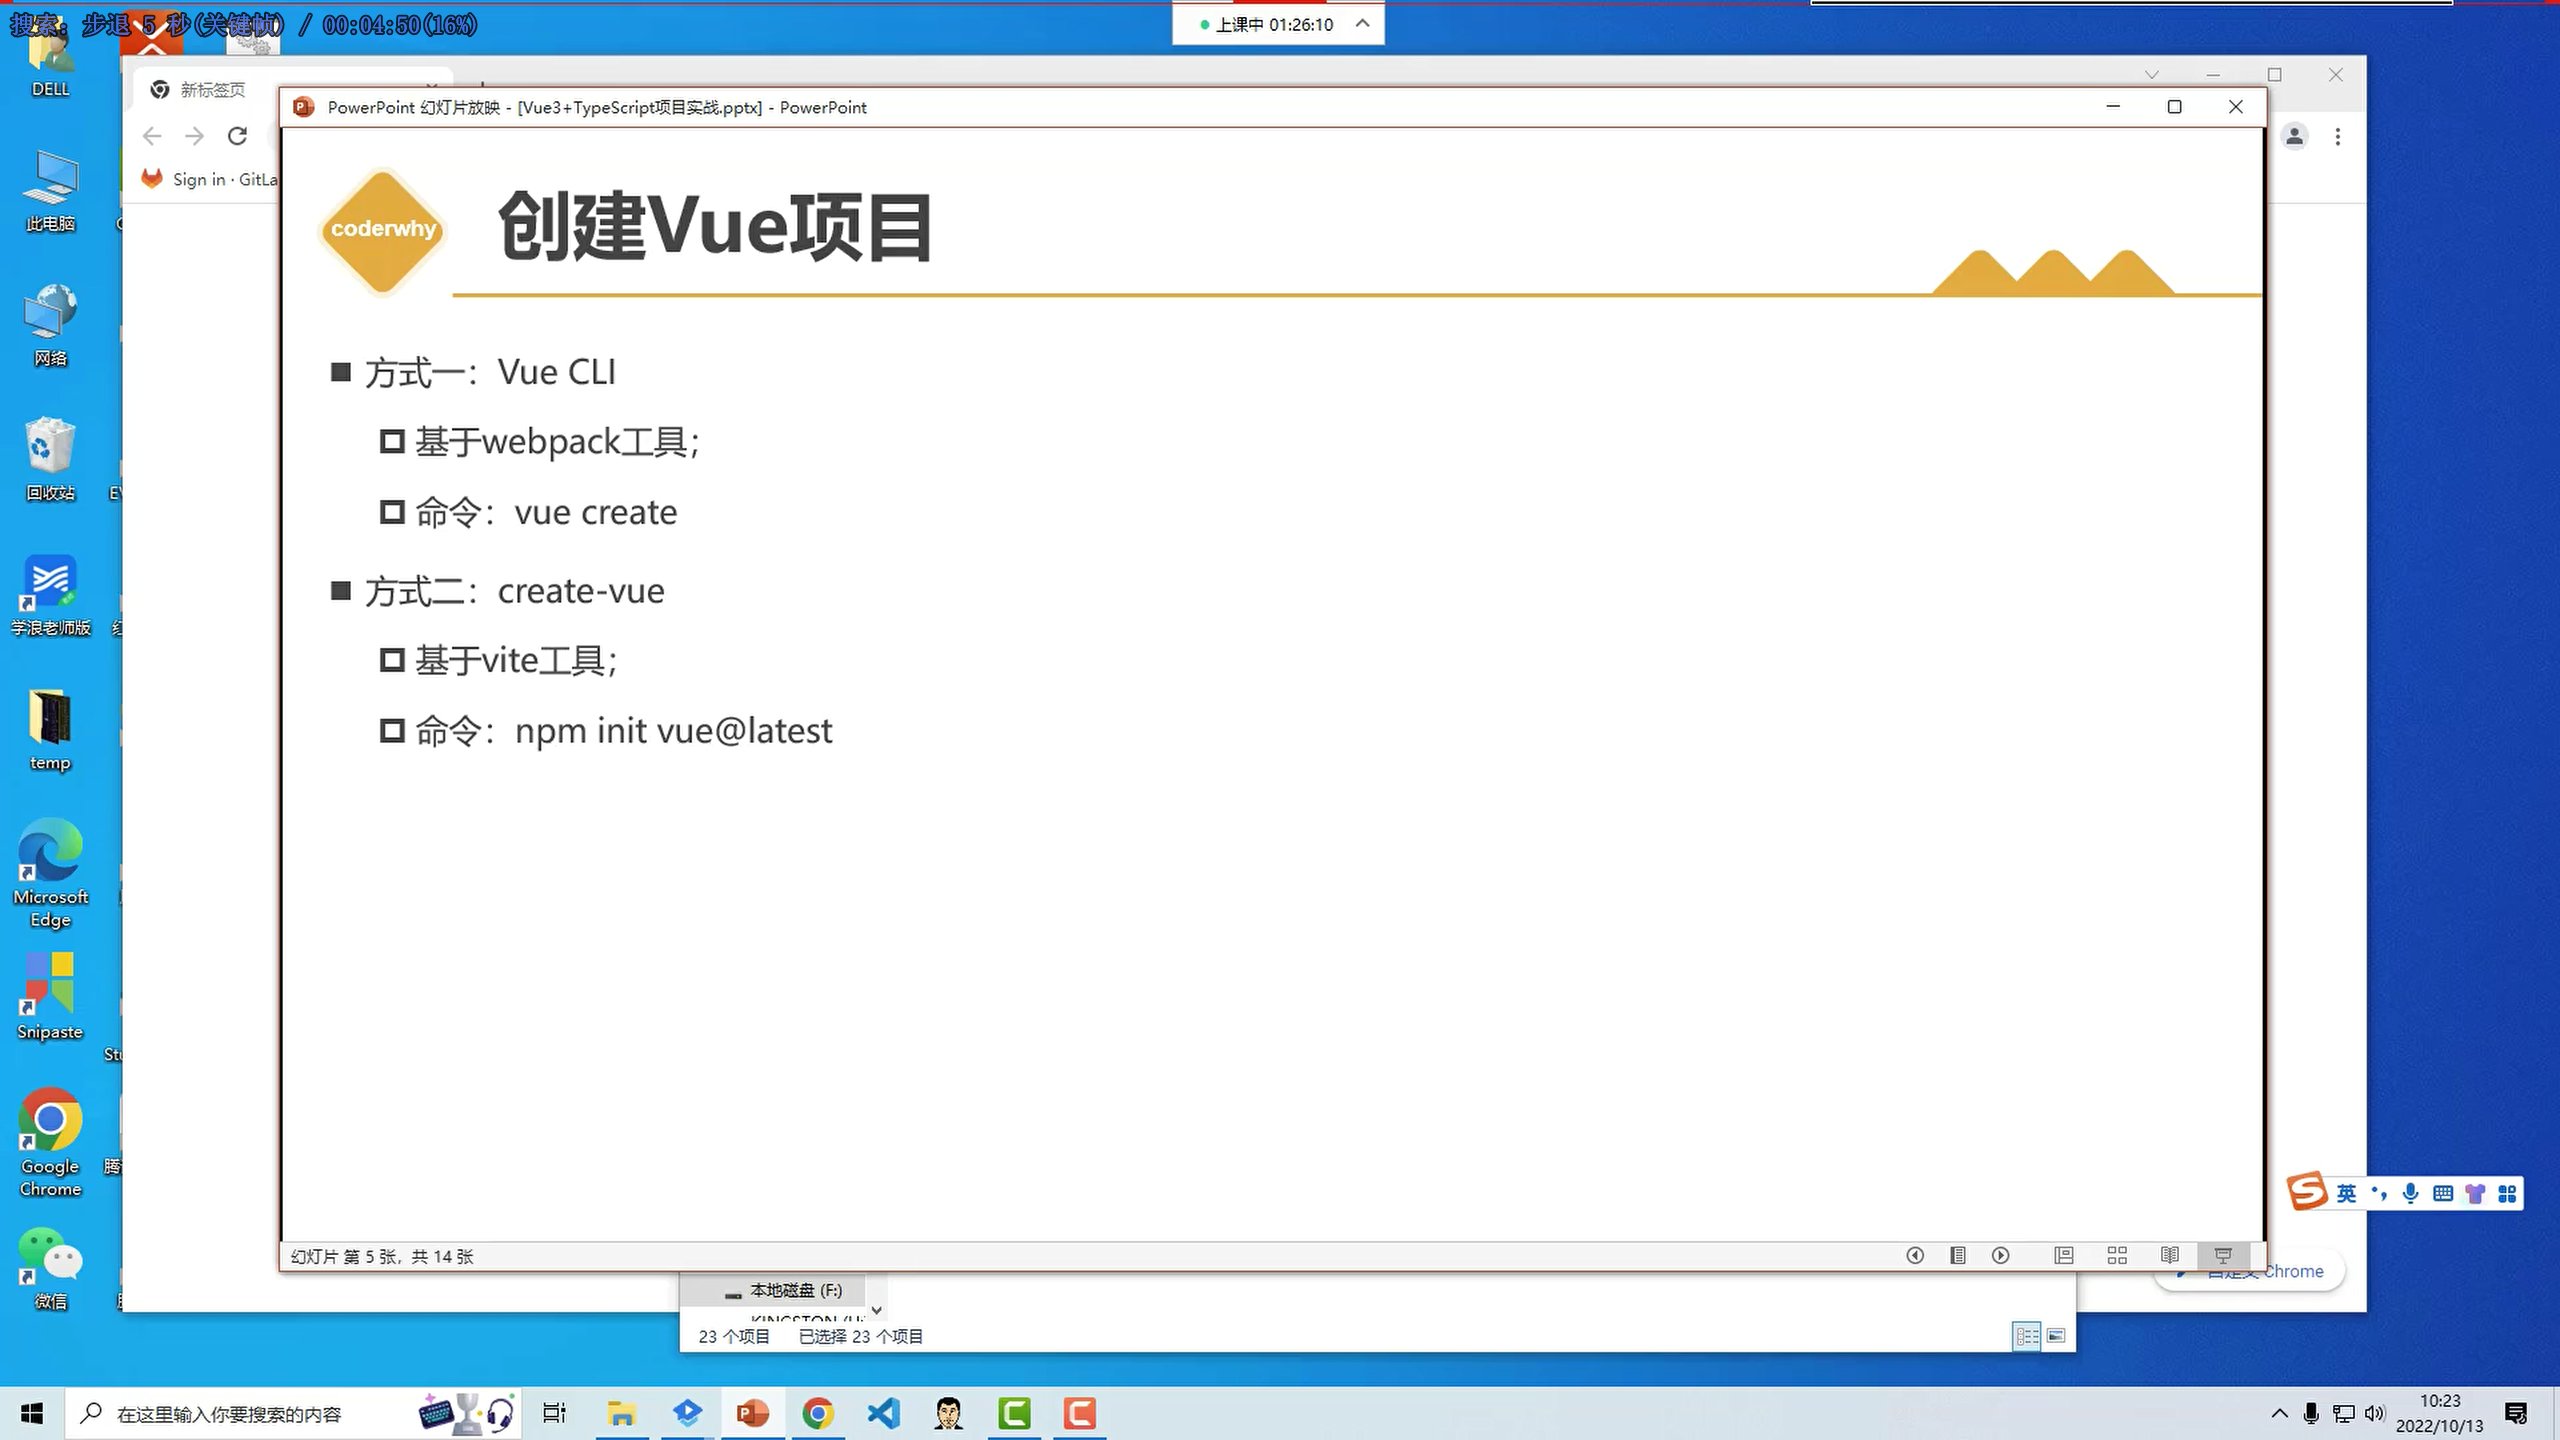 搜索: 步退 5 秒(关键帧) / 00:04:50(16%)
上课中 01:26:10
新标签页
PowerPoint 幻灯片放映 - [Vue3+TypeScript项目实战.pptx] - PowerPoint
Sign in · GitLa
coderwhy
创建Vue项目
方式一：Vue CLI
基于webpack工具；
命令：vue create
方式二：create-vue
基于vite工具；
命令：npm init vue@latest
幻灯片 第 5 张，共 14 张
DELL
此电脑
网络
回收站
学浪老师版
temp
Microsoft
Edge
Snipaste
Google
Chrome
微信
英
自定义 Chrome
本地磁盘 (F:)
23 个项目 已选择 23 个项目
在这里输入你要搜索的内容
10:23
2022/10/13